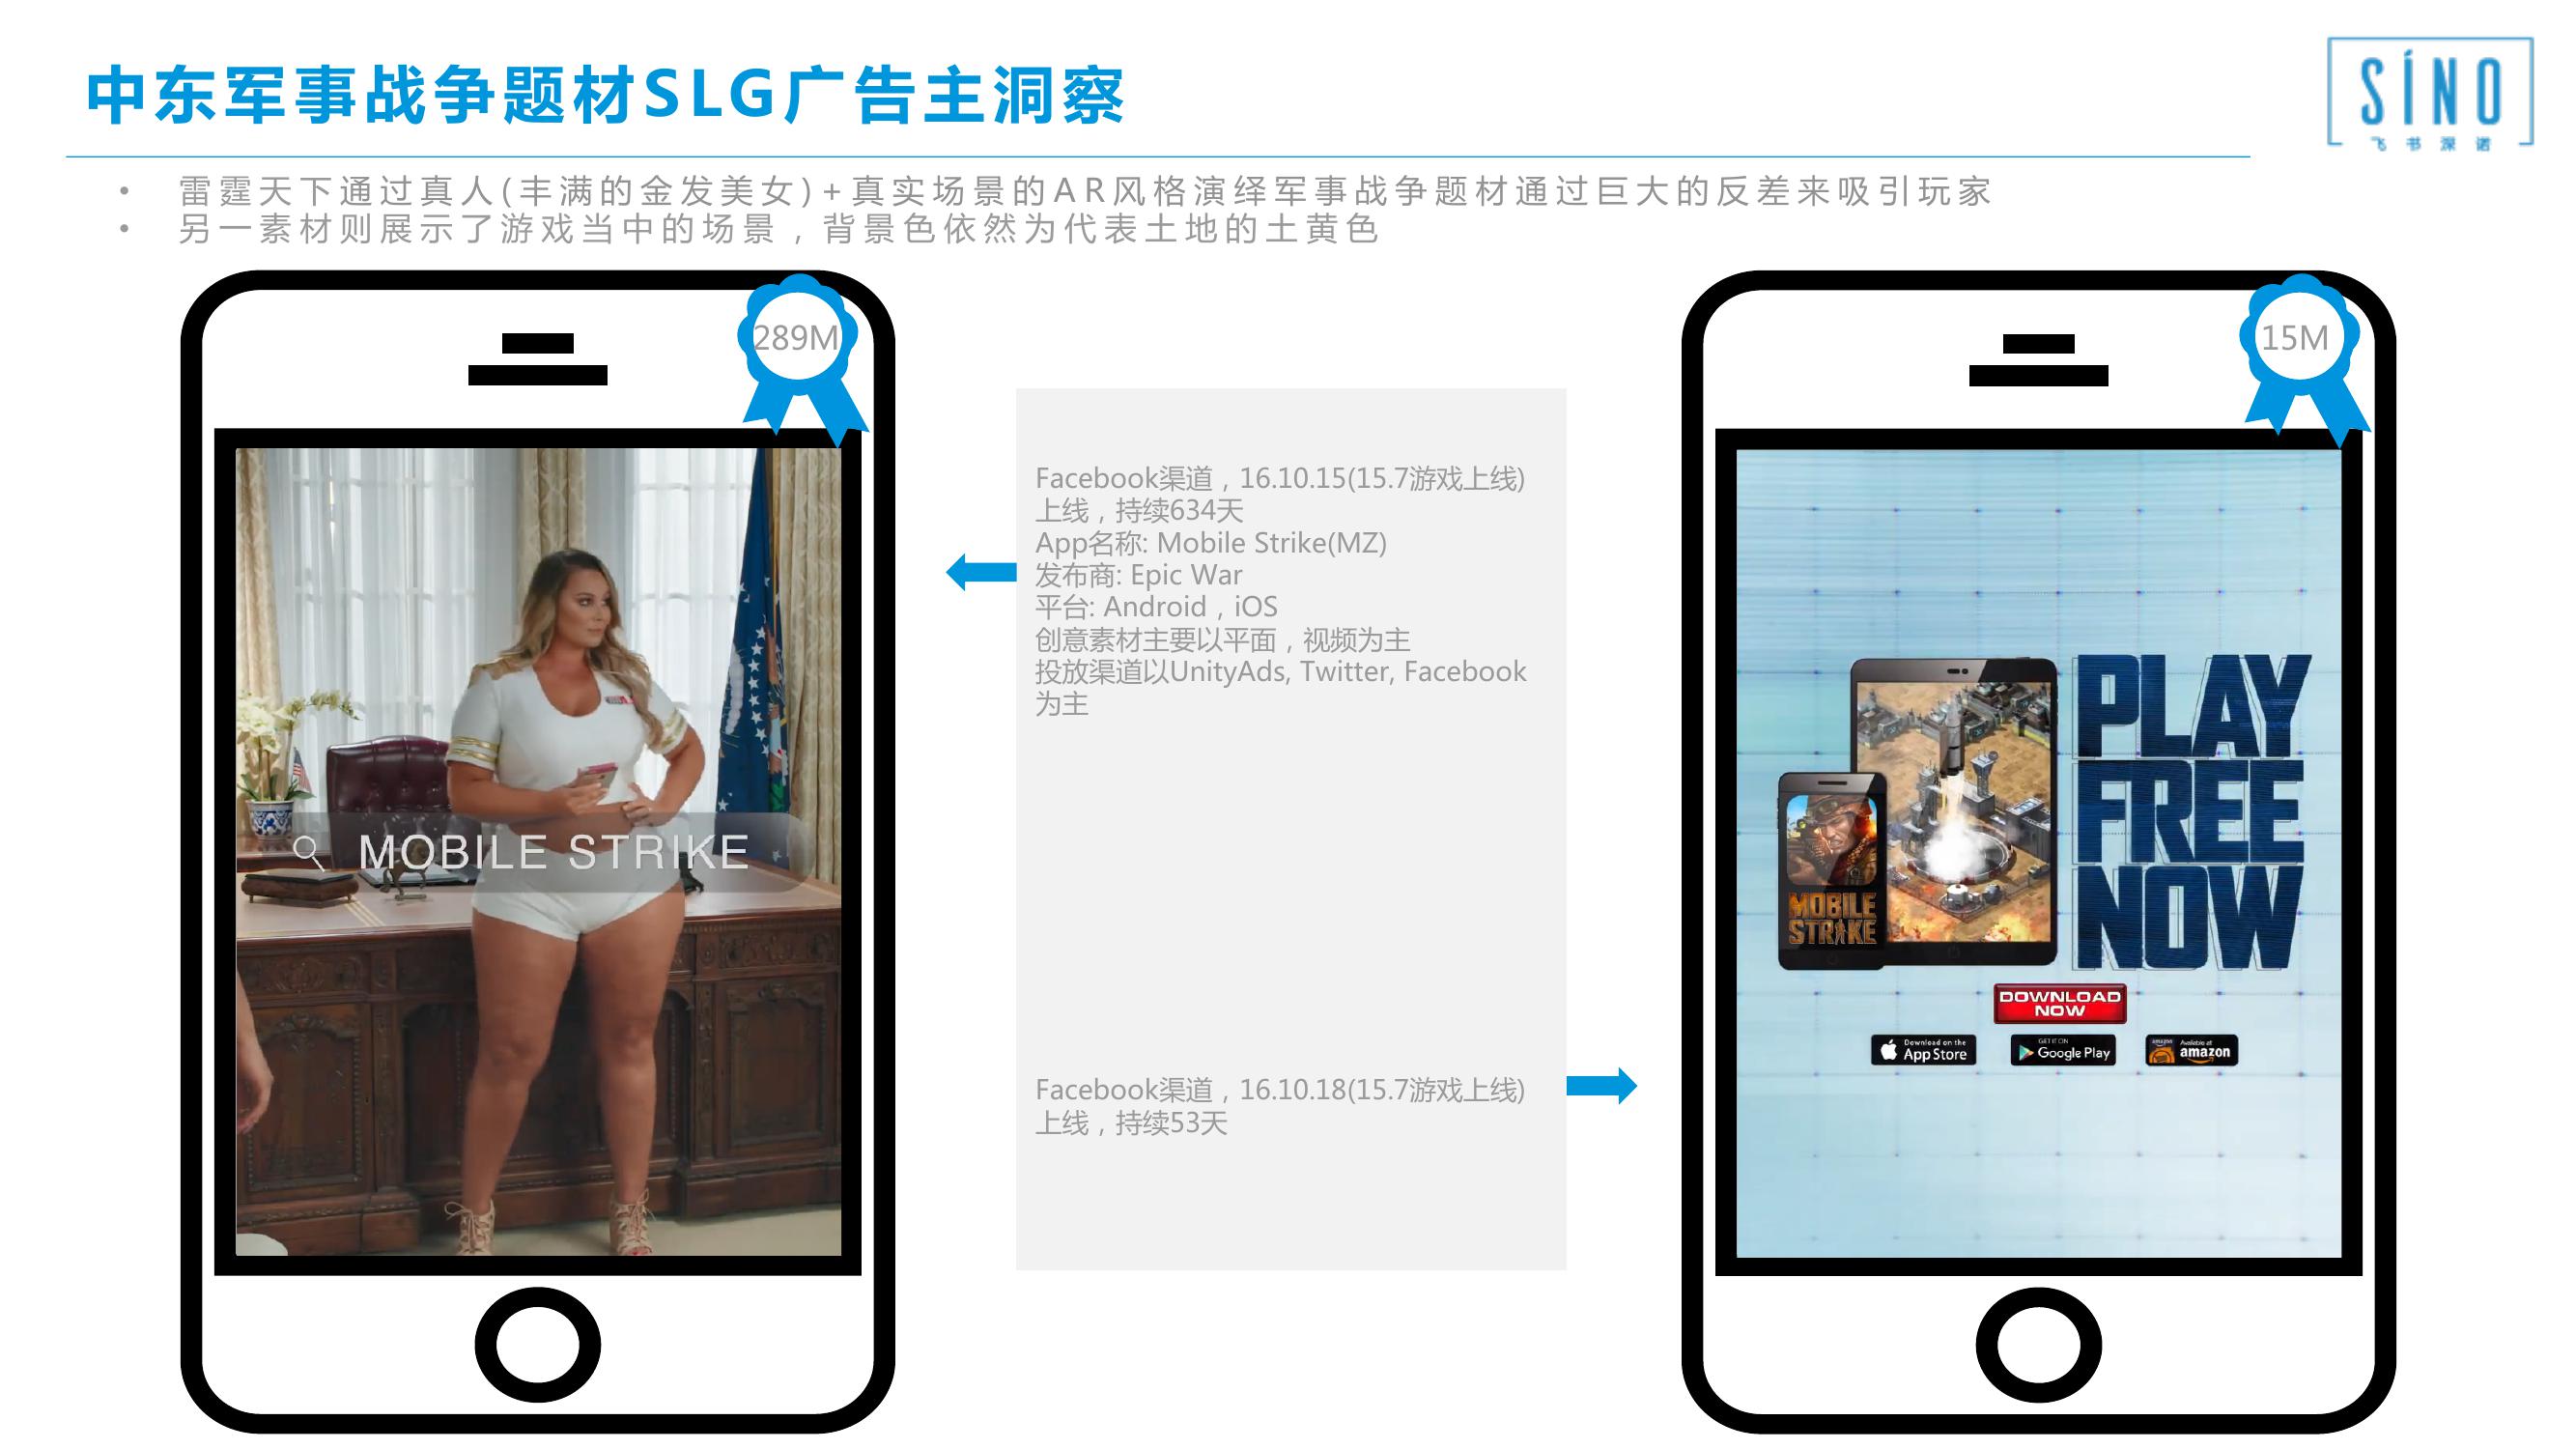 中东军事战争题材SLG广告主洞察
SÍNO
飞书深诺
• 雷霆天下通过真人(丰满的金发美女)+真实场景的AR风格演绎军事战争题材通过巨大的反差来吸引玩家
• 另一素材则展示了游戏当中的场景，背景色依然为代表土地的土黄色
289M
15M
Facebook渠道，16.10.15(15.7游戏上线)
上线，持续634天
App名称: Mobile Strike(MZ)
发布商: Epic War
平台: Android，iOS
创意素材主要以平面，视频为主
投放渠道以UnityAds, Twitter, Facebook
为主
MOBILE STRIKE
PLAY
FREE
NOW
MOBILE
STRIKE
DOWNLOAD
NOW
Download on the
App Store
GET IT ON
Google Play
Available at
amazon
Facebook渠道，16.10.18(15.7游戏上线)
上线，持续53天